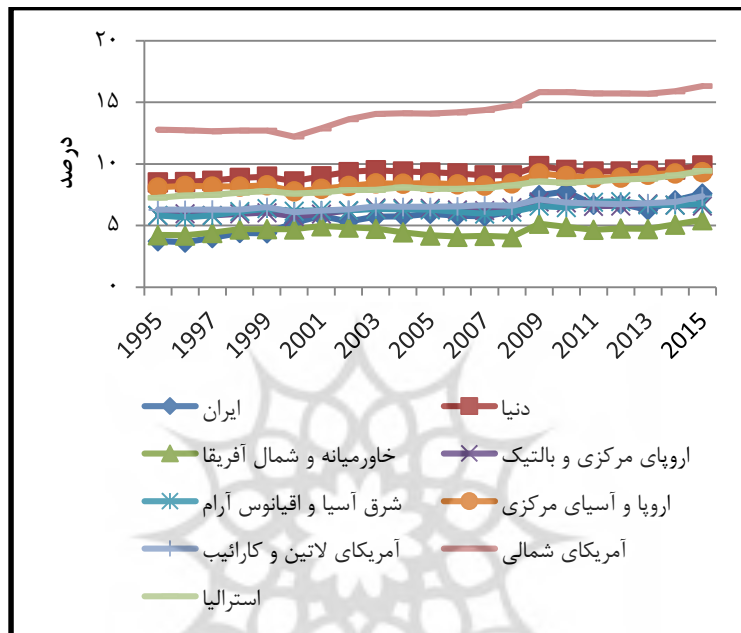 ۲۰
۱۵
۱۰
۵
۰
درصد
1995
1997
1999
2001
2003
2005
2007
2009
2011
2013
2015
ایران
دنیا
خاورمیانه و شمال آفریقا
اروپای مرکزی و بالتیک
شرق آسیا و اقیانوس آرام
اروپا و آسیای مرکزی
آمریکای لاتین و کارائیب
آمریکای شمالی
استرالیا